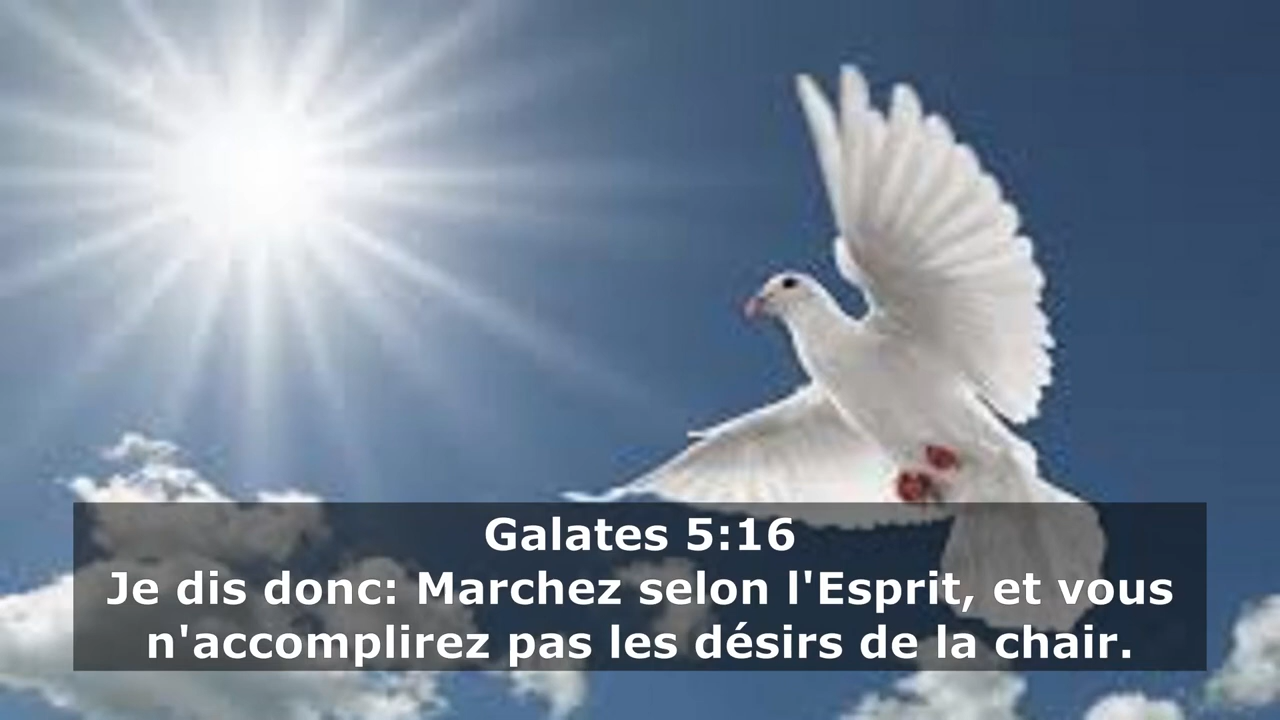 Galates 5:16
Je dis donc: Marchez selon l'Esprit, et vous
n'accomplirez pas les désirs de la chair.